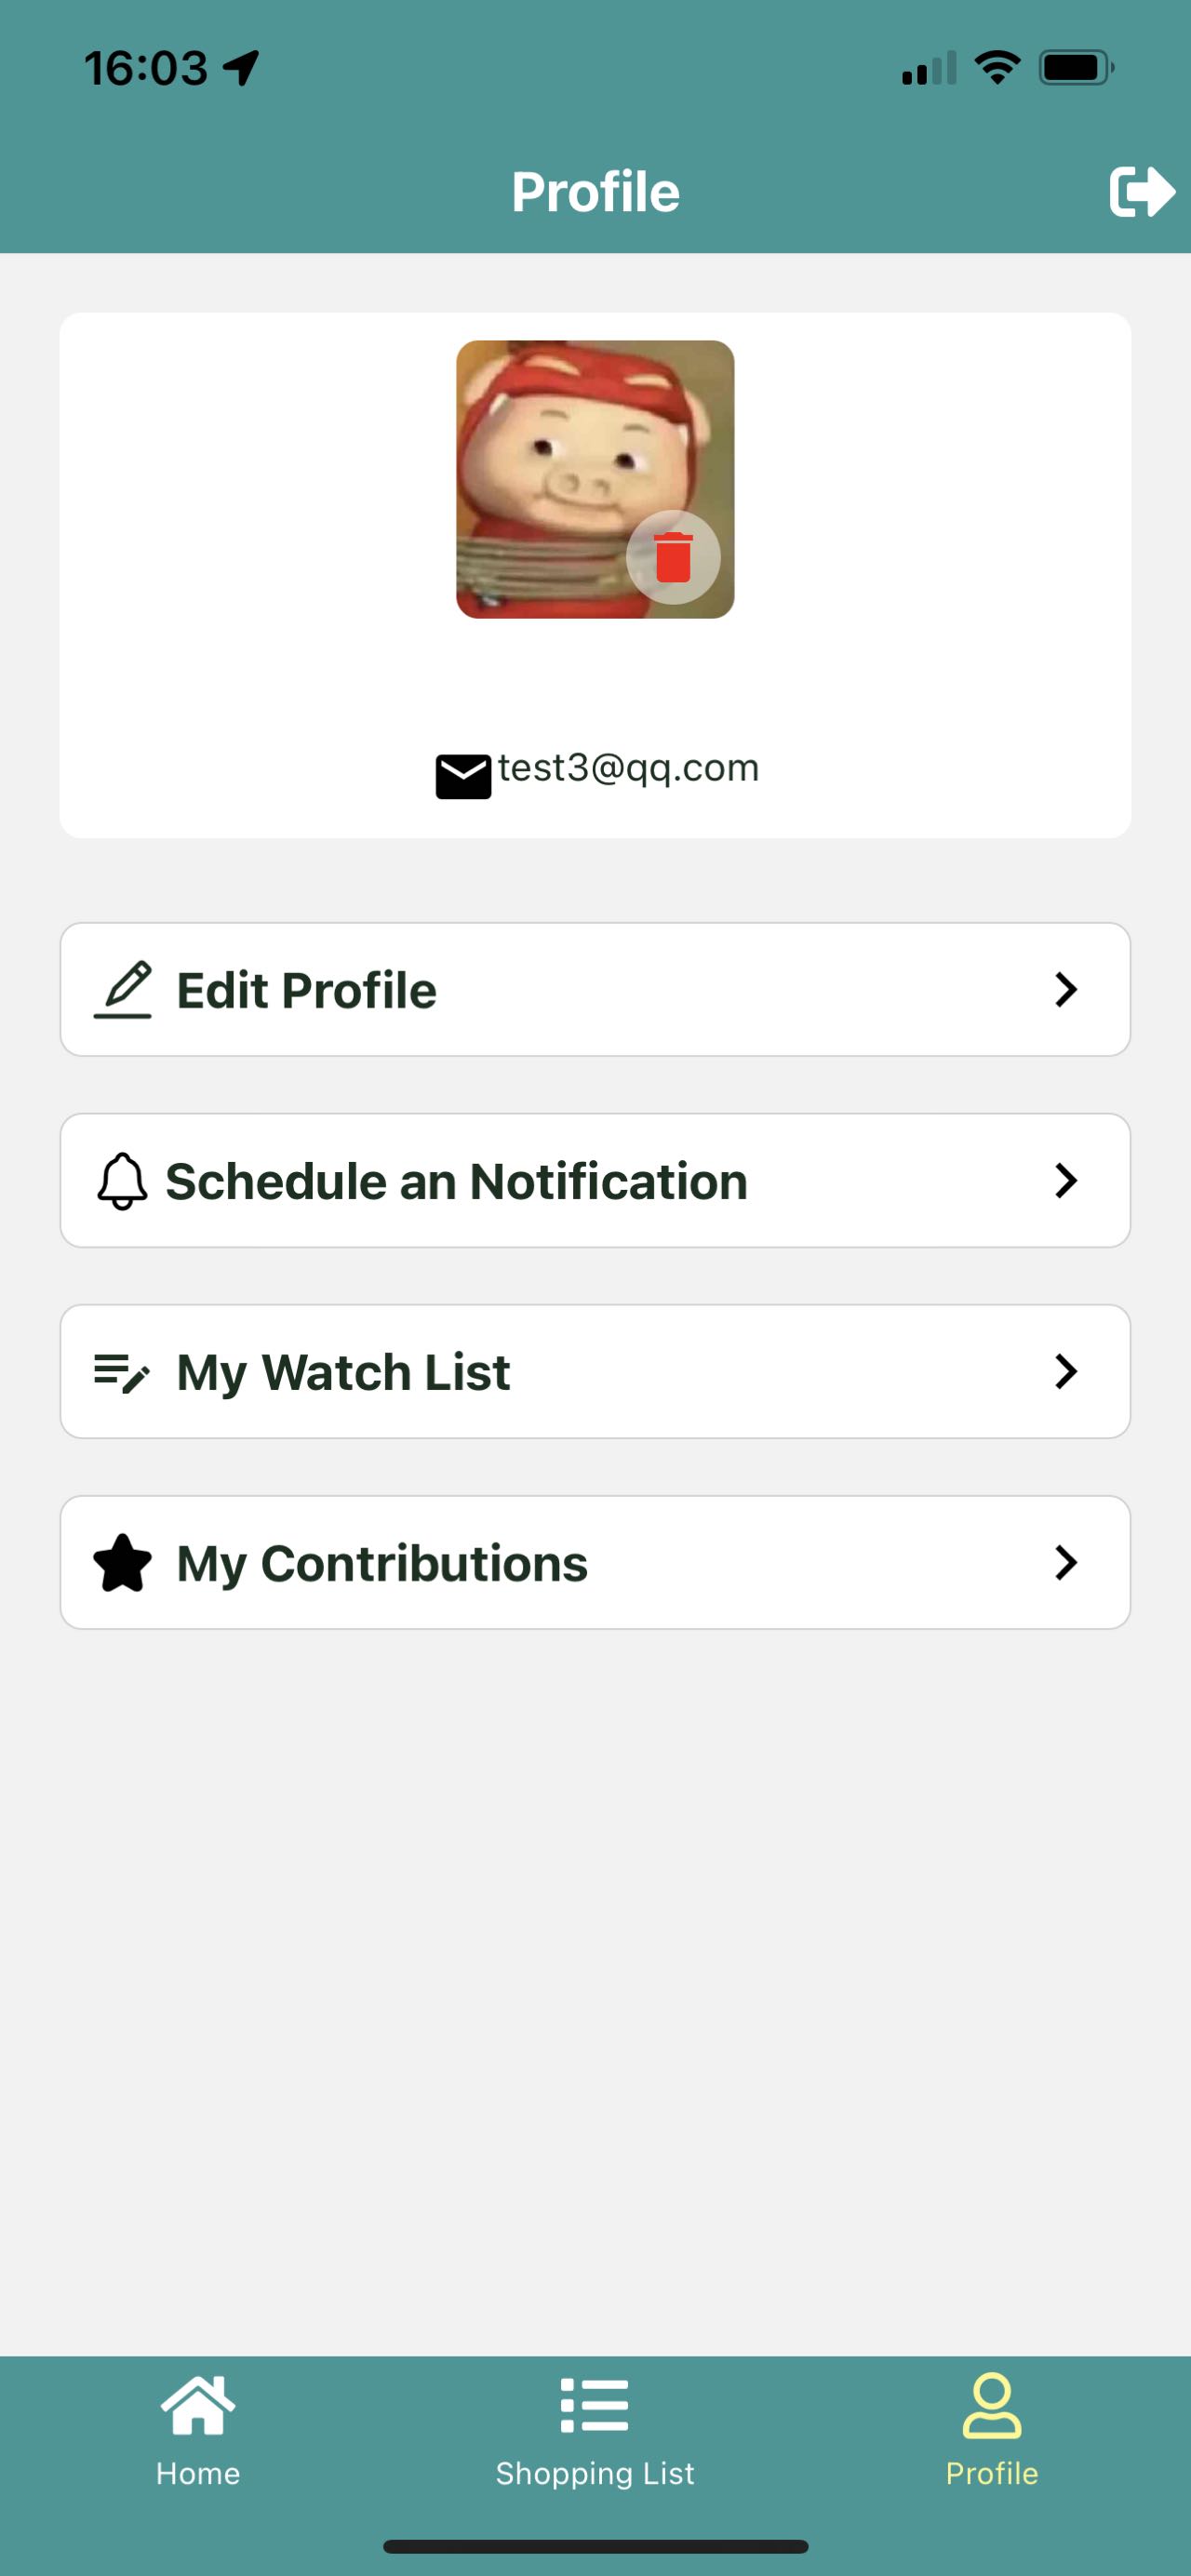 16:03
Profile
test3@qq.com
Edit Profile
Schedule an Notification
My Watch List
My Contributions
Home
Shopping List
Profile